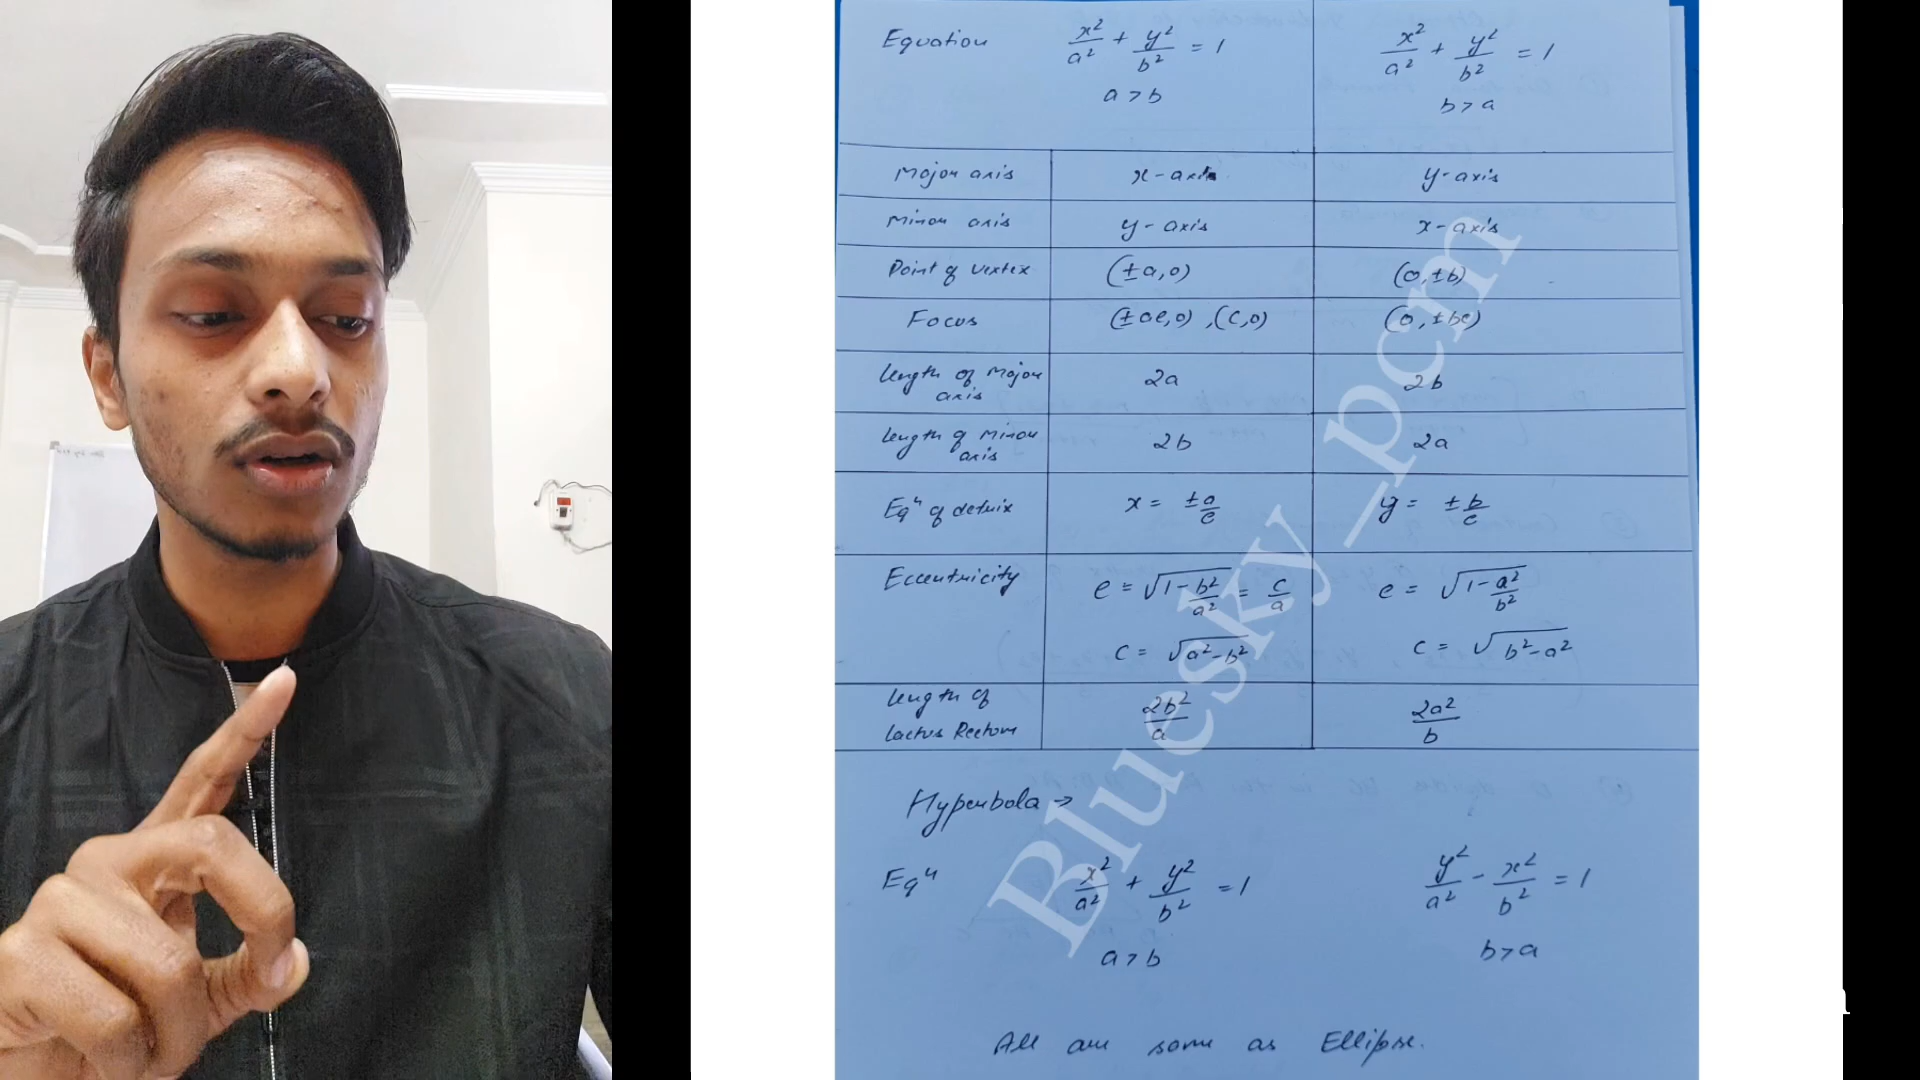 Equation x²/a² + y²/b² = 1 x²/a² + y²/b² = 1
a > b b > a
Major axis x-axis y-axis
Minor axis y-axis x-axis
Point of vertex (±a,0) (0,±b)
Focus (±ae,0) ,(C,0) (0,±be)
length of Major axis 2a 2b
length of Minor axis 2b 2a
Eqⁿ of detrix x = ±a/e y = ±b/e
Eccentricity e = √1-b²/a² = c/a e = √1-a²/b²
C = √a²-b² C = √b²-a²
length of Lactus Rectum 2b²/a 2a²/b
Hyperbola →
Eqⁿ x²/a² + y²/b² = 1 y²/a² - x²/b² = 1
a > b b > a
All are same as Ellipse.
Bluesky_pcm